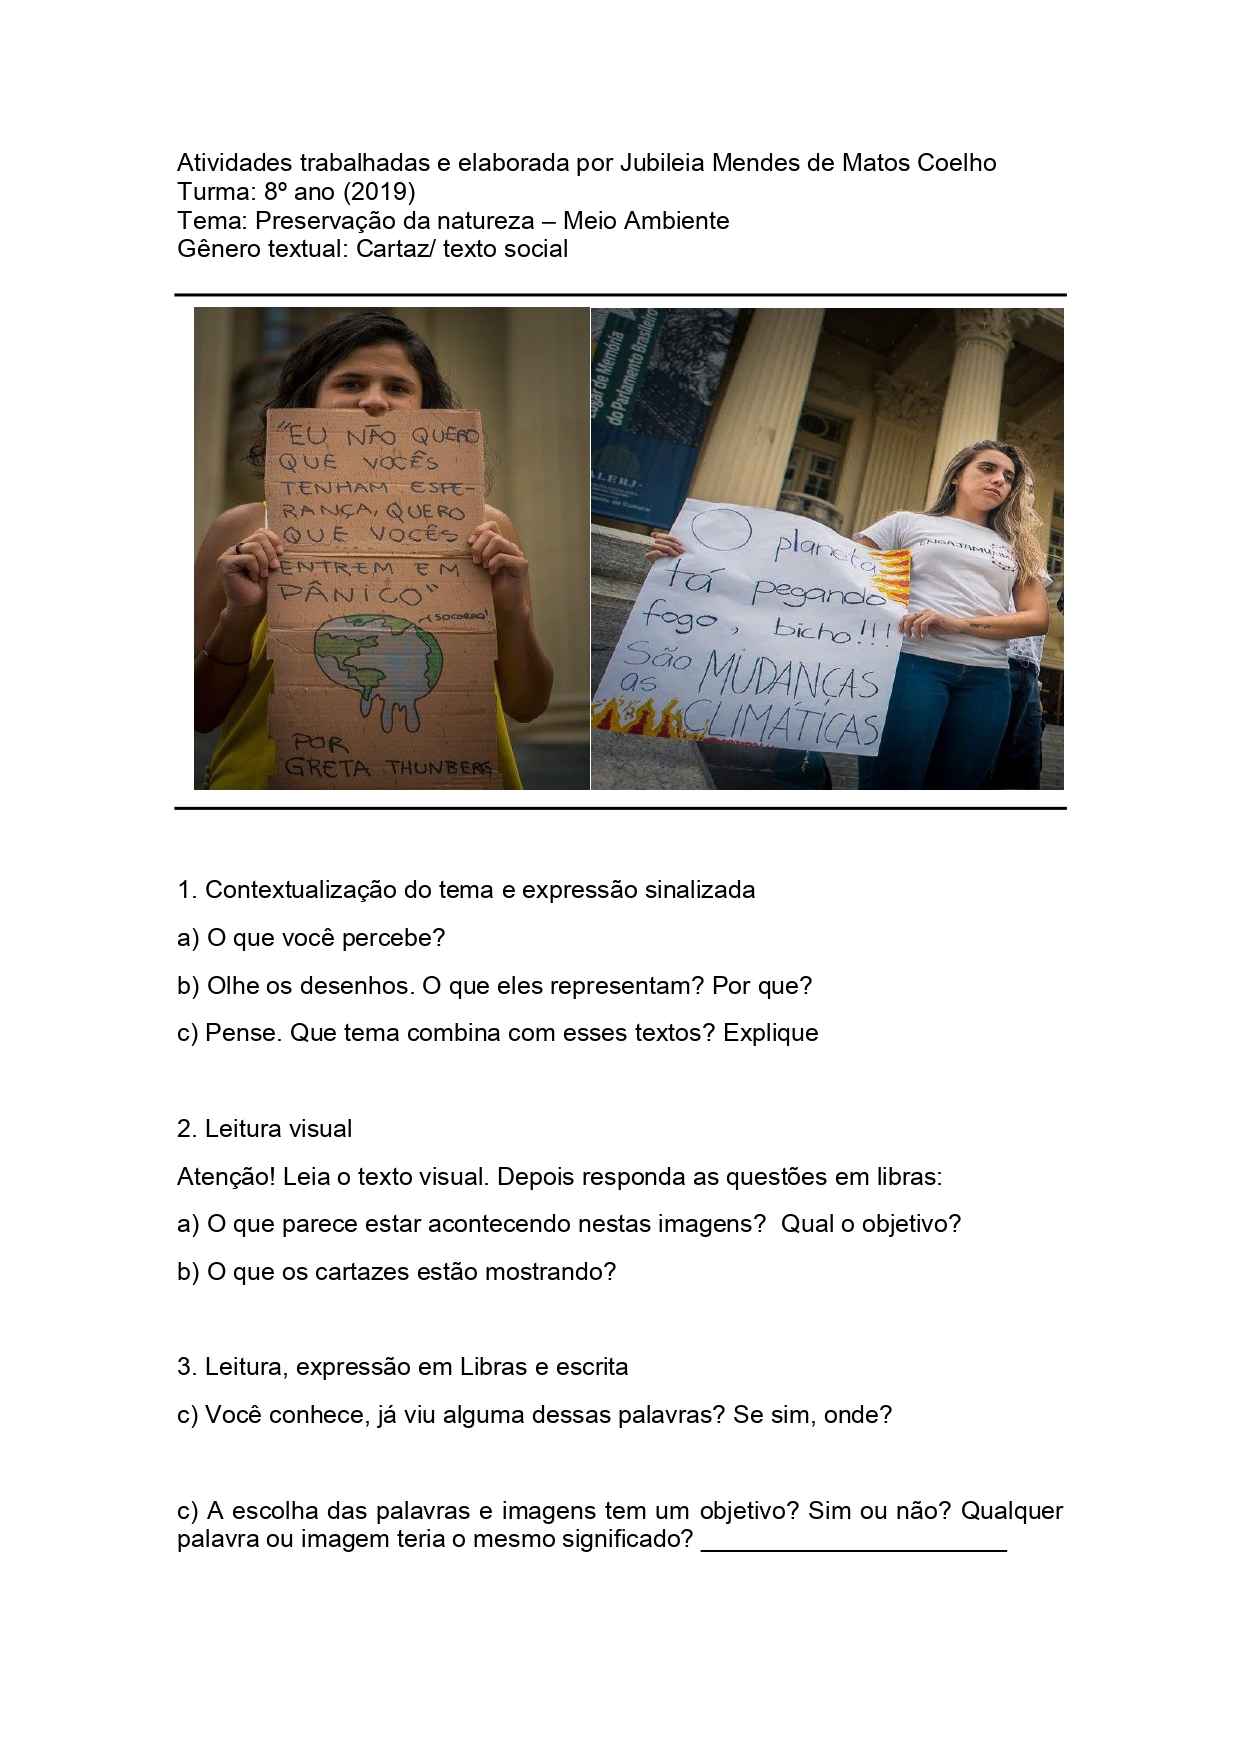 Atividades trabalhadas e elaborada por Jubileia Mendes de Matos Coelho
Turma: 8º ano (2019)
Tema: Preservação da natureza – Meio Ambiente
Gênero textual: Cartaz/ texto social
"EU NÃO QUERO
QUE VOCÊS
TENHAM ESPE-
RANÇA, QUERO
QUE VOCÊS
ENTREM EM
PÂNICO"
SOCORRO!
POR
GRETA THUNBERG
Lugar de Memória
do Parlamento Brasileiro
ALERJ
O planeta
tá pegando
fogo, bicho!!!
São MUDANÇAS
as CLIMÁTICAS
ENGAJAMUNDO
1. Contextualização do tema e expressão sinalizada
a) O que você percebe?
b) Olhe os desenhos. O que eles representam? Por que?
c) Pense. Que tema combina com esses textos? Explique
2. Leitura visual
Atenção! Leia o texto visual. Depois responda as questões em libras:
a) O que parece estar acontecendo nestas imagens?  Qual o objetivo?
b) O que os cartazes estão mostrando?
3. Leitura, expressão em Libras e escrita
c) Você conhece, já viu alguma dessas palavras? Se sim, onde?
c) A escolha das palavras e imagens tem um objetivo? Sim ou não? Qualquer
palavra ou imagem teria o mesmo significado? ______________________